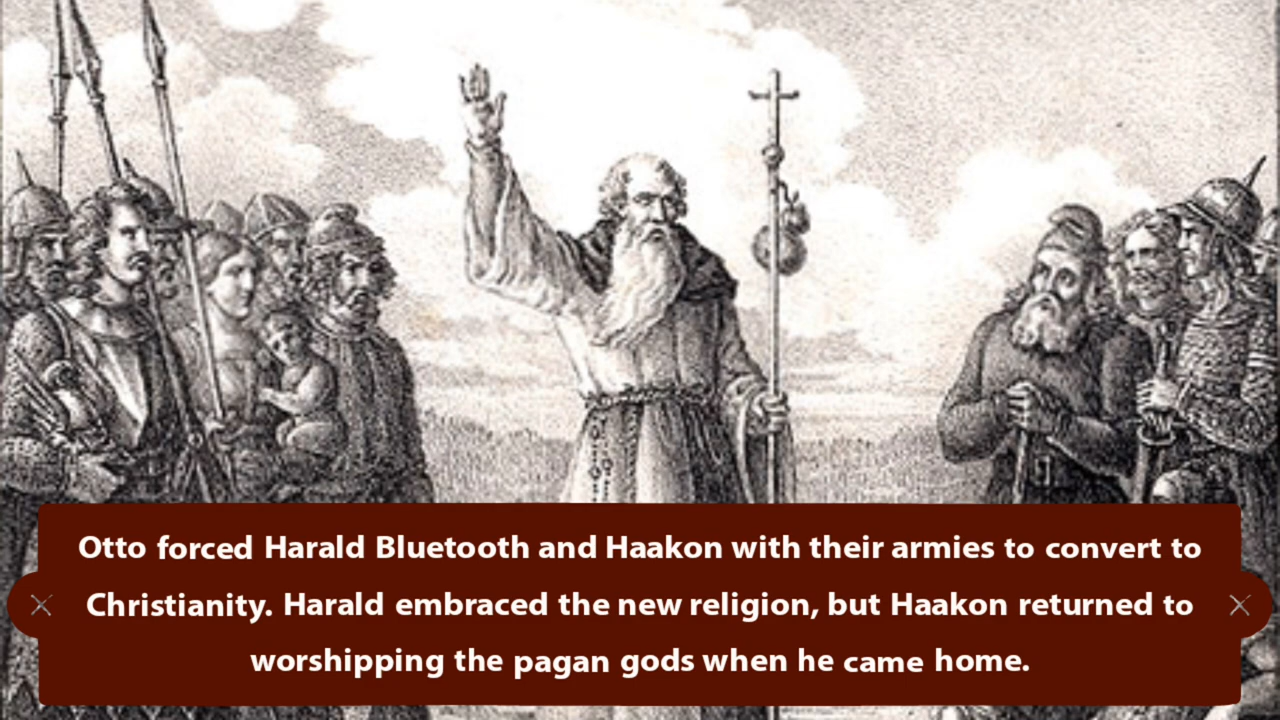 Otto forced Harald Bluetooth and Haakon with their armies to convert to
Christianity. Harald embraced the new religion, but Haakon returned to
worshipping the pagan gods when he came home.